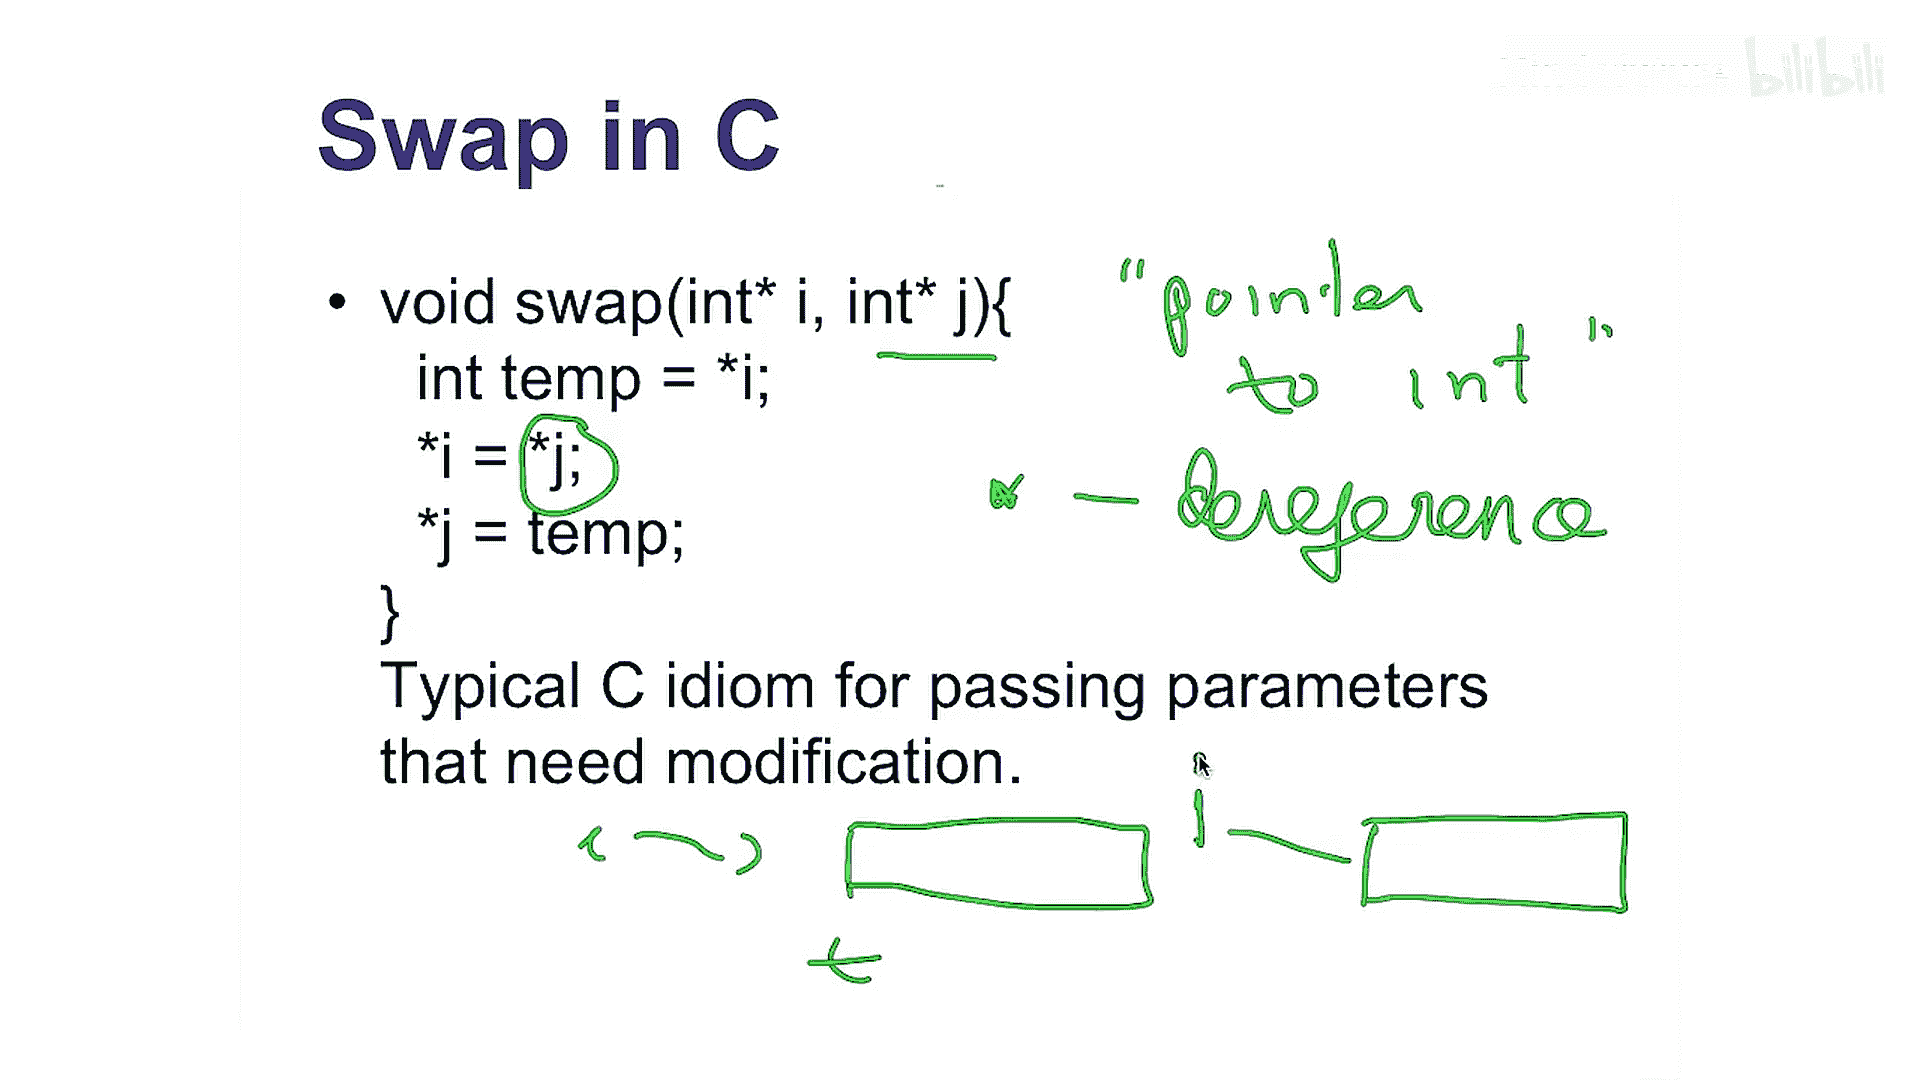 bilibili
Swap in C
• void swap(int* i, int* j){
int temp = *i;
*i = *j;
*j = temp;
}
Typical C idiom for passing parameters
that need modification.
"pointer
to int"
* — dereference
i
t